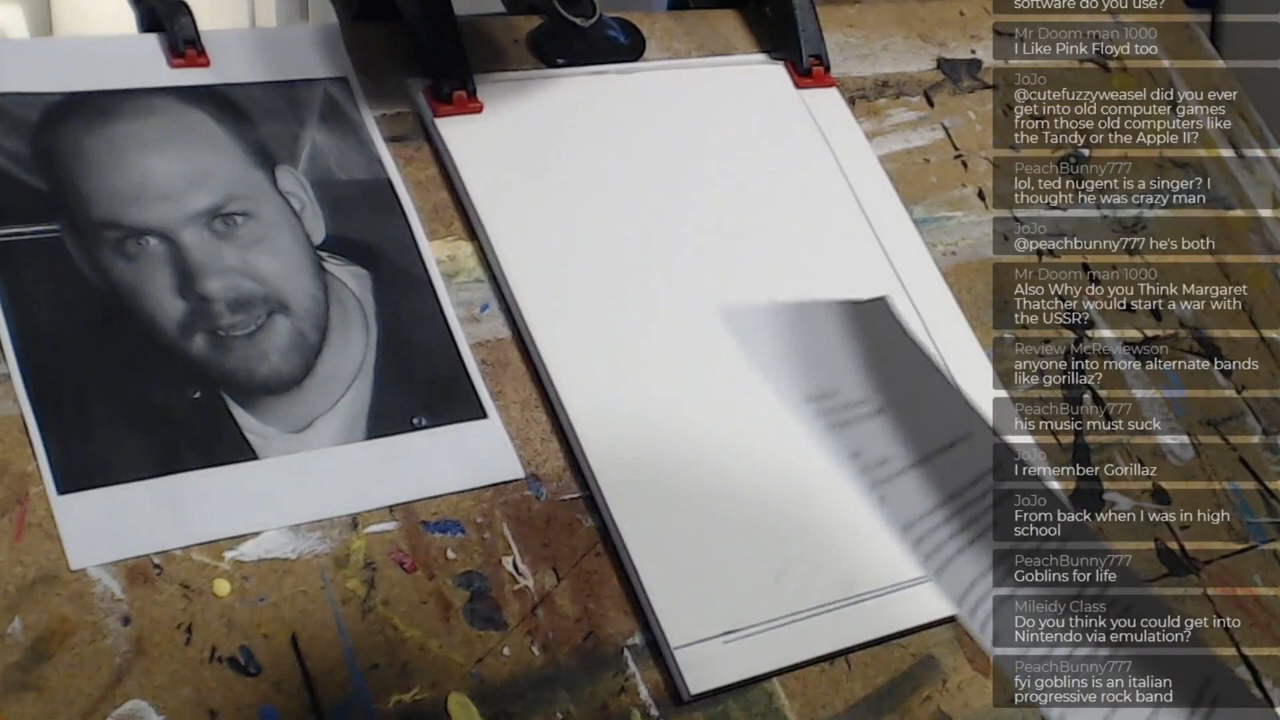 software do you use?
Mr Doom man 1000
I Like Pink Floyd too
JoJo
@cutefuzzyweasel did you ever
get into old computer games
from those old computers like
the Tandy or the Apple II?
PeachBunny777
lol, ted nugent is a singer? I
thought he was crazy man
JoJo
@peachbunny777 he's both
Mr Doom man 1000
Also Why do you Think Margaret
Thatcher would start a war with
the USSR?
Review McReviewson
anyone into more alternate bands
like gorillaz?
PeachBunny777
his music must suck
JoJo
I remember Gorillaz
JoJo
From back when I was in high
school
PeachBunny777
Goblins for life
Mileidy Class
Do you think you could get into
Nintendo via emulation?
PeachBunny777
fyi goblins is an italian
progressive rock band